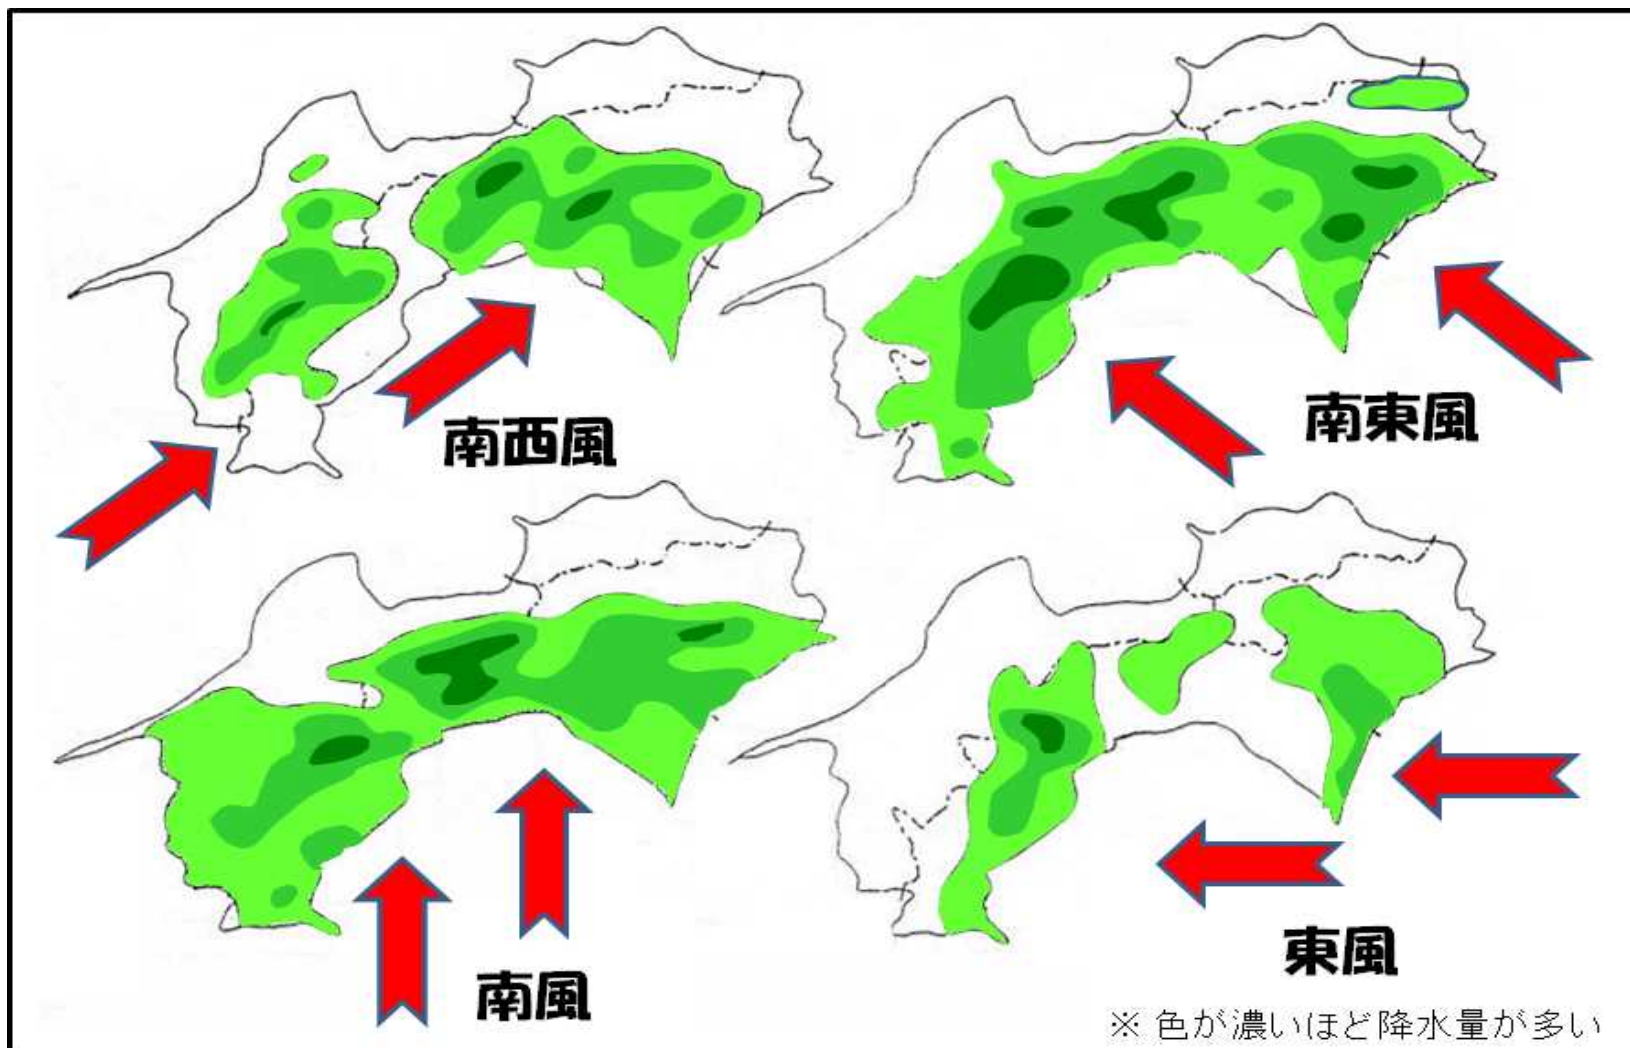 南西風
南東風
南風
東風
※ 色が濃いほど降水量が多い